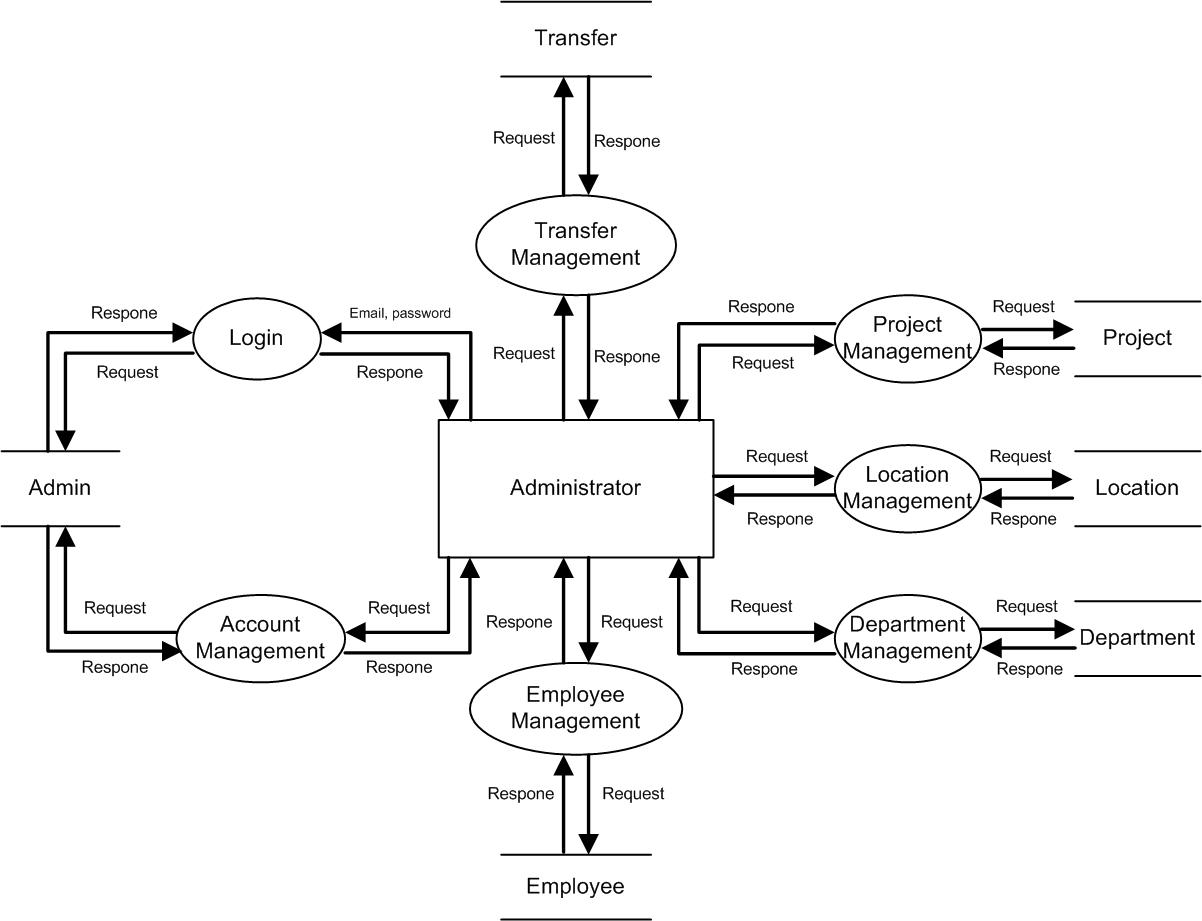 Transfer
Request
Respone
Transfer
Management
Request
Respone
Respone
Login
Request
Email, password
Respone
Respone
Project
Management
Request
Request
Respone
Project
Admin
Administrator
Request
Location
Management
Respone
Request
Respone
Location
Request
Account
Management
Respone
Request
Respone
Respone
Request
Employee
Management
Respone
Request
Employee
Request
Department
Management
Respone
Request
Respone
Department